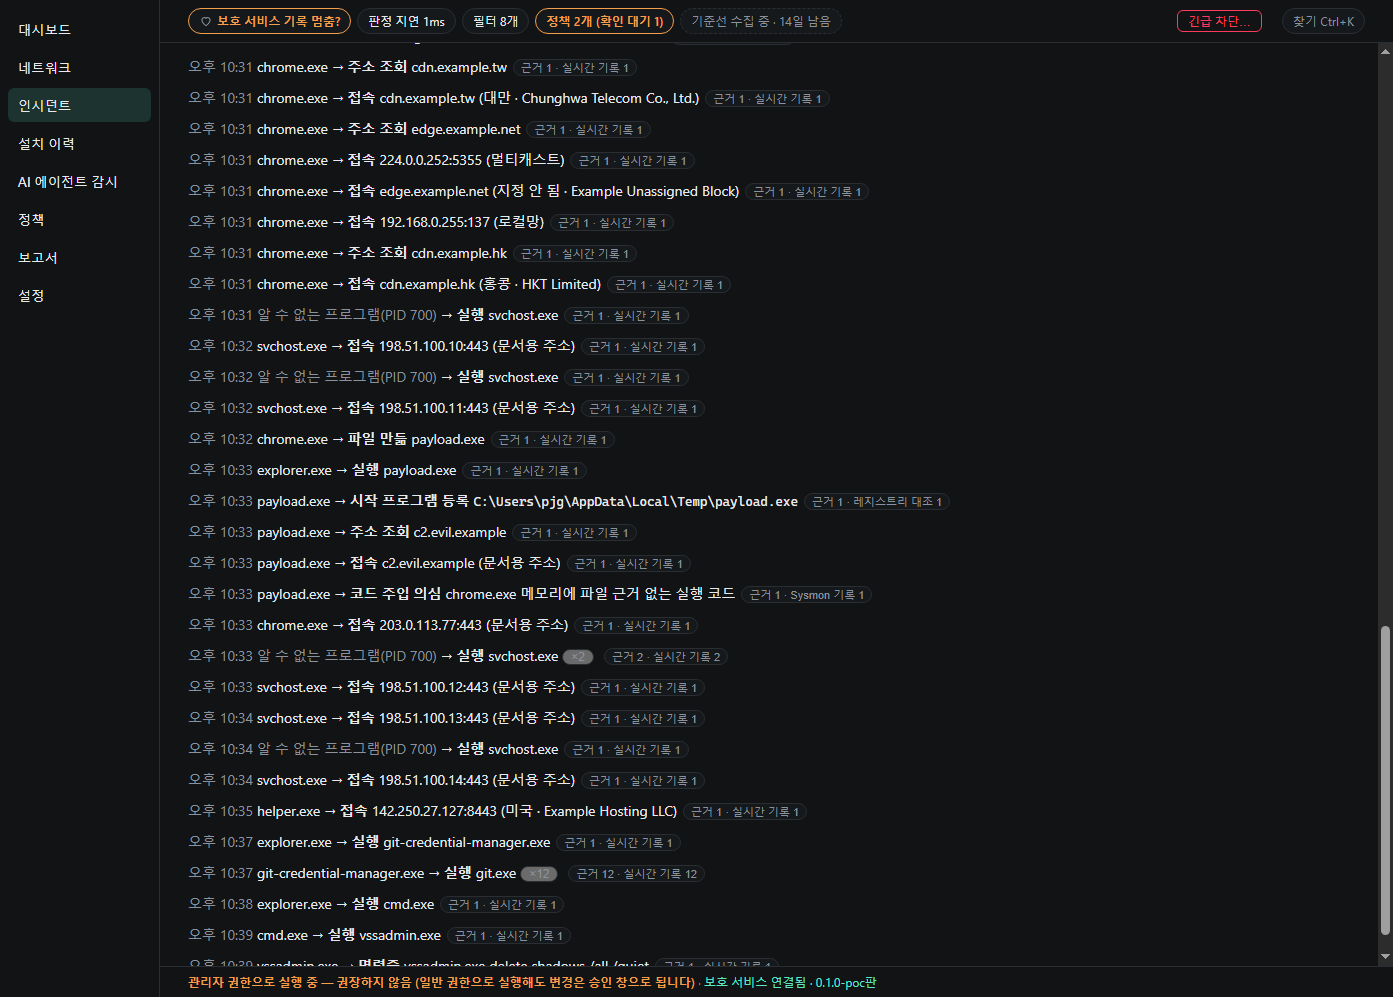 ♡ 보호 서비스 기록 멈춤?
판정 지연 1ms
필터 8개
정책 2개 (확인 대기 1)
기준선 수집 중 · 14일 남음
긴급 차단...
찾기 Ctrl+K
대시보드
네트워크
인시던트
설치 이력
AI 에이전트 감시
정책
보고서
설정
오후 10:31 chrome.exe → 주소 조회 cdn.example.tw 근거 1 · 실시간 기록 1
오후 10:31 chrome.exe → 접속 cdn.example.tw (대만 · Chunghwa Telecom Co., Ltd.) 근거 1 · 실시간 기록 1
오후 10:31 chrome.exe → 주소 조회 edge.example.net 근거 1 · 실시간 기록 1
오후 10:31 chrome.exe → 접속 224.0.0.252:5355 (멀티캐스트) 근거 1 · 실시간 기록 1
오후 10:31 chrome.exe → 접속 edge.example.net (지정 안 됨 · Example Unassigned Block) 근거 1 · 실시간 기록 1
오후 10:31 chrome.exe → 접속 192.168.0.255:137 (로컬망) 근거 1 · 실시간 기록 1
오후 10:31 chrome.exe → 주소 조회 cdn.example.hk 근거 1 · 실시간 기록 1
오후 10:31 chrome.exe → 접속 cdn.example.hk (홍콩 · HKT Limited) 근거 1 · 실시간 기록 1
오후 10:31 알 수 없는 프로그램(PID 700) → 실행 svchost.exe 근거 1 · 실시간 기록 1
오후 10:32 svchost.exe → 접속 198.51.100.10:443 (문서용 주소) 근거 1 · 실시간 기록 1
오후 10:32 알 수 없는 프로그램(PID 700) → 실행 svchost.exe 근거 1 · 실시간 기록 1
오후 10:32 svchost.exe → 접속 198.51.100.11:443 (문서용 주소) 근거 1 · 실시간 기록 1
오후 10:32 chrome.exe → 파일 만듦 payload.exe 근거 1 · 실시간 기록 1
오후 10:33 explorer.exe → 실행 payload.exe 근거 1 · 실시간 기록 1
오후 10:33 payload.exe → 시작 프로그램 등록 C:\Users\pjg\AppData\Local\Temp\payload.exe 근거 1 · 레지스트리 대조 1
오후 10:33 payload.exe → 주소 조회 c2.evil.example 근거 1 · 실시간 기록 1
오후 10:33 payload.exe → 접속 c2.evil.example (문서용 주소) 근거 1 · 실시간 기록 1
오후 10:33 payload.exe → 코드 주입 의심 chrome.exe 메모리에 파일 근거 없는 실행 코드 근거 1 · Sysmon 기록 1
오후 10:33 chrome.exe → 접속 203.0.113.77:443 (문서용 주소) 근거 1 · 실시간 기록 1
오후 10:33 알 수 없는 프로그램(PID 700) → 실행 svchost.exe ×2 근거 2 · 실시간 기록 2
오후 10:33 svchost.exe → 접속 198.51.100.12:443 (문서용 주소) 근거 1 · 실시간 기록 1
오후 10:34 svchost.exe → 접속 198.51.100.13:443 (문서용 주소) 근거 1 · 실시간 기록 1
오후 10:34 알 수 없는 프로그램(PID 700) → 실행 svchost.exe 근거 1 · 실시간 기록 1
오후 10:34 svchost.exe → 접속 198.51.100.14:443 (문서용 주소) 근거 1 · 실시간 기록 1
오후 10:35 helper.exe → 접속 142.250.27.127:8443 (미국 · Example Hosting LLC) 근거 1 · 실시간 기록 1
오후 10:37 explorer.exe → 실행 git-credential-manager.exe 근거 1 · 실시간 기록 1
오후 10:37 git-credential-manager.exe → 실행 git.exe ×12 근거 12 · 실시간 기록 12
오후 10:38 explorer.exe → 실행 cmd.exe 근거 1 · 실시간 기록 1
오후 10:39 cmd.exe → 실행 vssadmin.exe 근거 1 · 실시간 기록 1
오후 10:39 vssadmin.exe → 명령줄 vssadmin.exe delete shadows /all /quiet 근거 1 · 실시간 기록 1
관리자 권한으로 실행 중 — 권장하지 않음 (일반 권한으로 실행해도 변경은 승인 창으로 됩니다) · 보호 서비스 연결됨 · 0.1.0-poc판